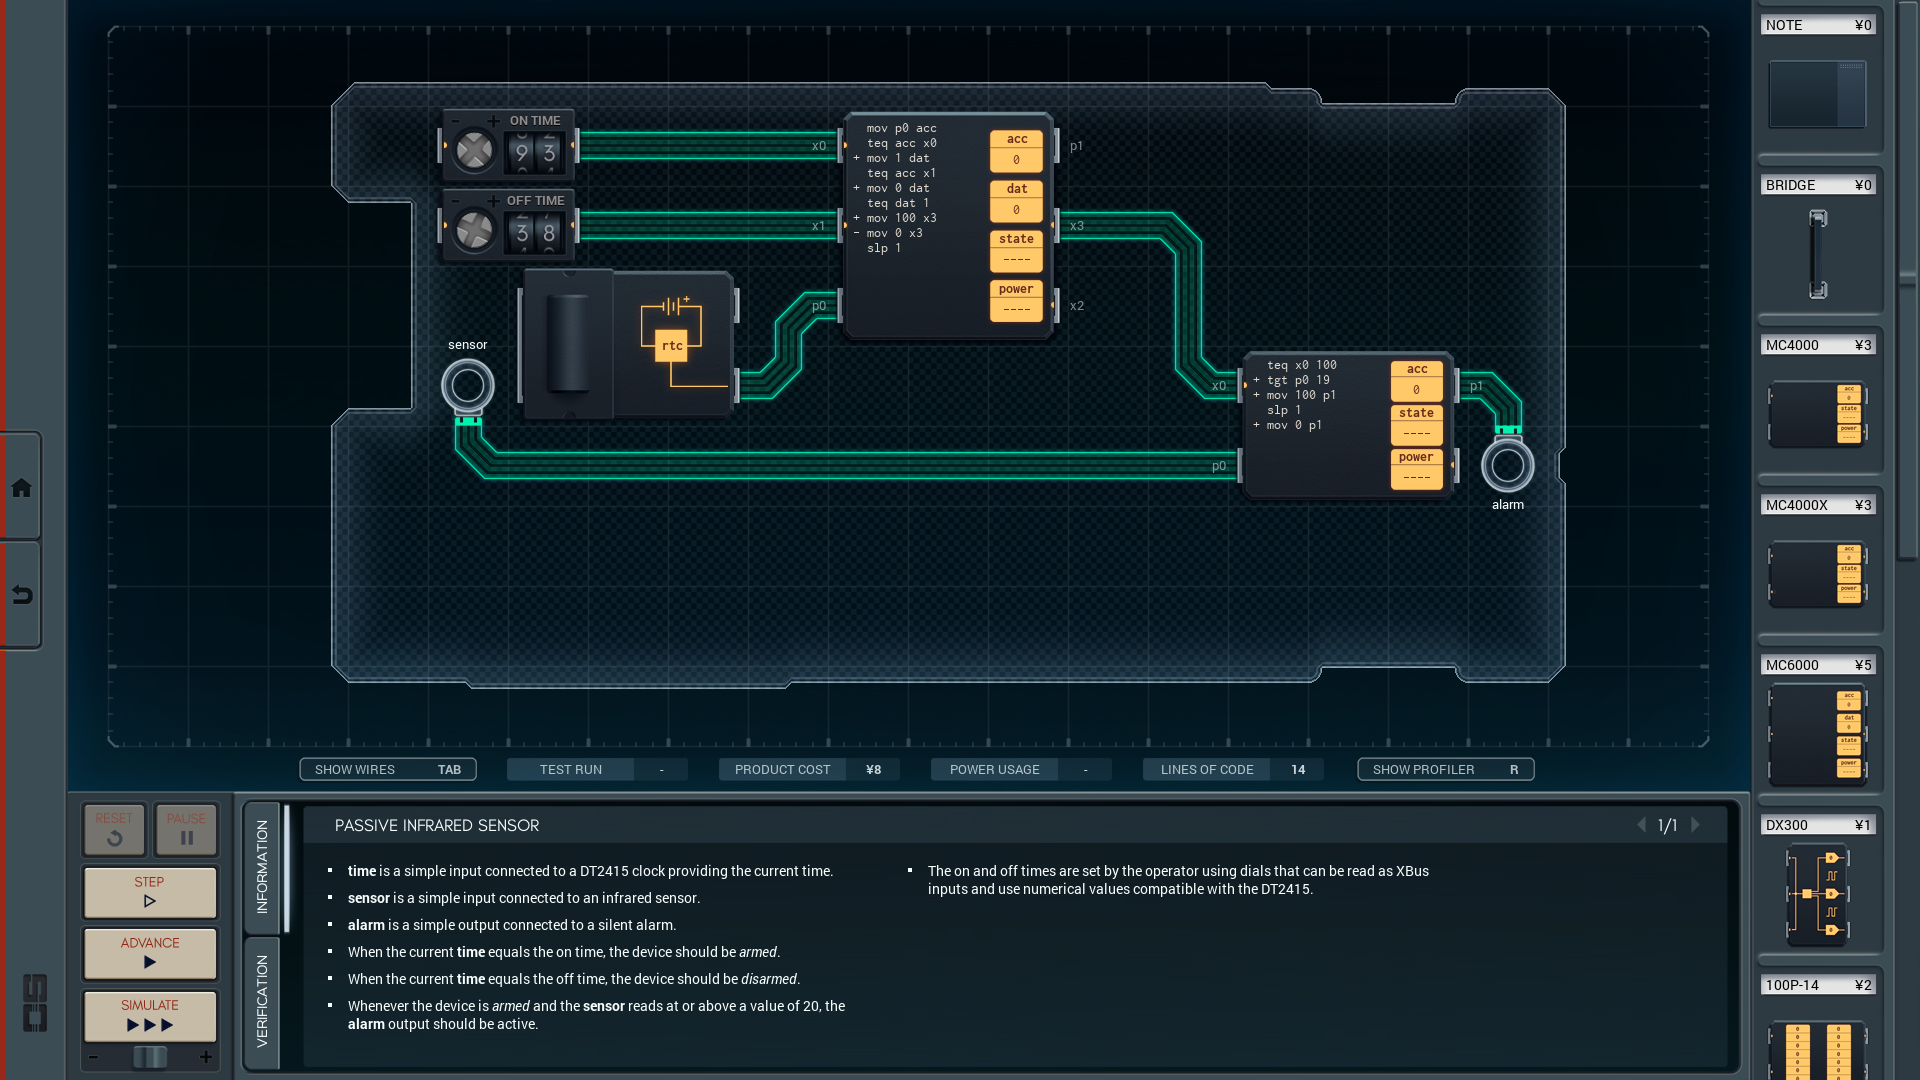 NOTE ¥0
ON TIME
9 3
OFF TIME
3 8
x0
x1
p0
mov p0 acc
teq acc x0
+ mov 1 dat
teq acc x1
+ mov 0 dat
teq dat 1
+ mov 100 x3
- mov 0 x3
slp 1
acc
0
dat
0
state
----
power
----
p1
x3
x2
BRIDGE ¥0
rtc
sensor
MC4000 ¥3
x0
p0
teq x0 100
+ tgt p0 19
+ mov 100 p1
slp 1
+ mov 0 p1
acc
0
state
----
power
----
p1
alarm
MC4000X ¥3
MC6000 ¥5
SHOW WIRES TAB
TEST RUN -
PRODUCT COST ¥8
POWER USAGE -
LINES OF CODE 14
SHOW PROFILER R
RESET
PAUSE
STEP
ADVANCE
SIMULATE
- +
INFORMATION
VERIFICATION
PASSIVE INFRARED SENSOR
1/1
▪ time is a simple input connected to a DT2415 clock providing the current time.
▪ sensor is a simple input connected to an infrared sensor.
▪ alarm is a simple output connected to a silent alarm.
▪ When the current time equals the on time, the device should be armed.
▪ When the current time equals the off time, the device should be disarmed.
▪ Whenever the device is armed and the sensor reads at or above a value of 20, the
alarm output should be active.
▪ The on and off times are set by the operator using dials that can be read as XBus
inputs and use numerical values compatible with the DT2415.
DX300 ¥1
100P-14 ¥2